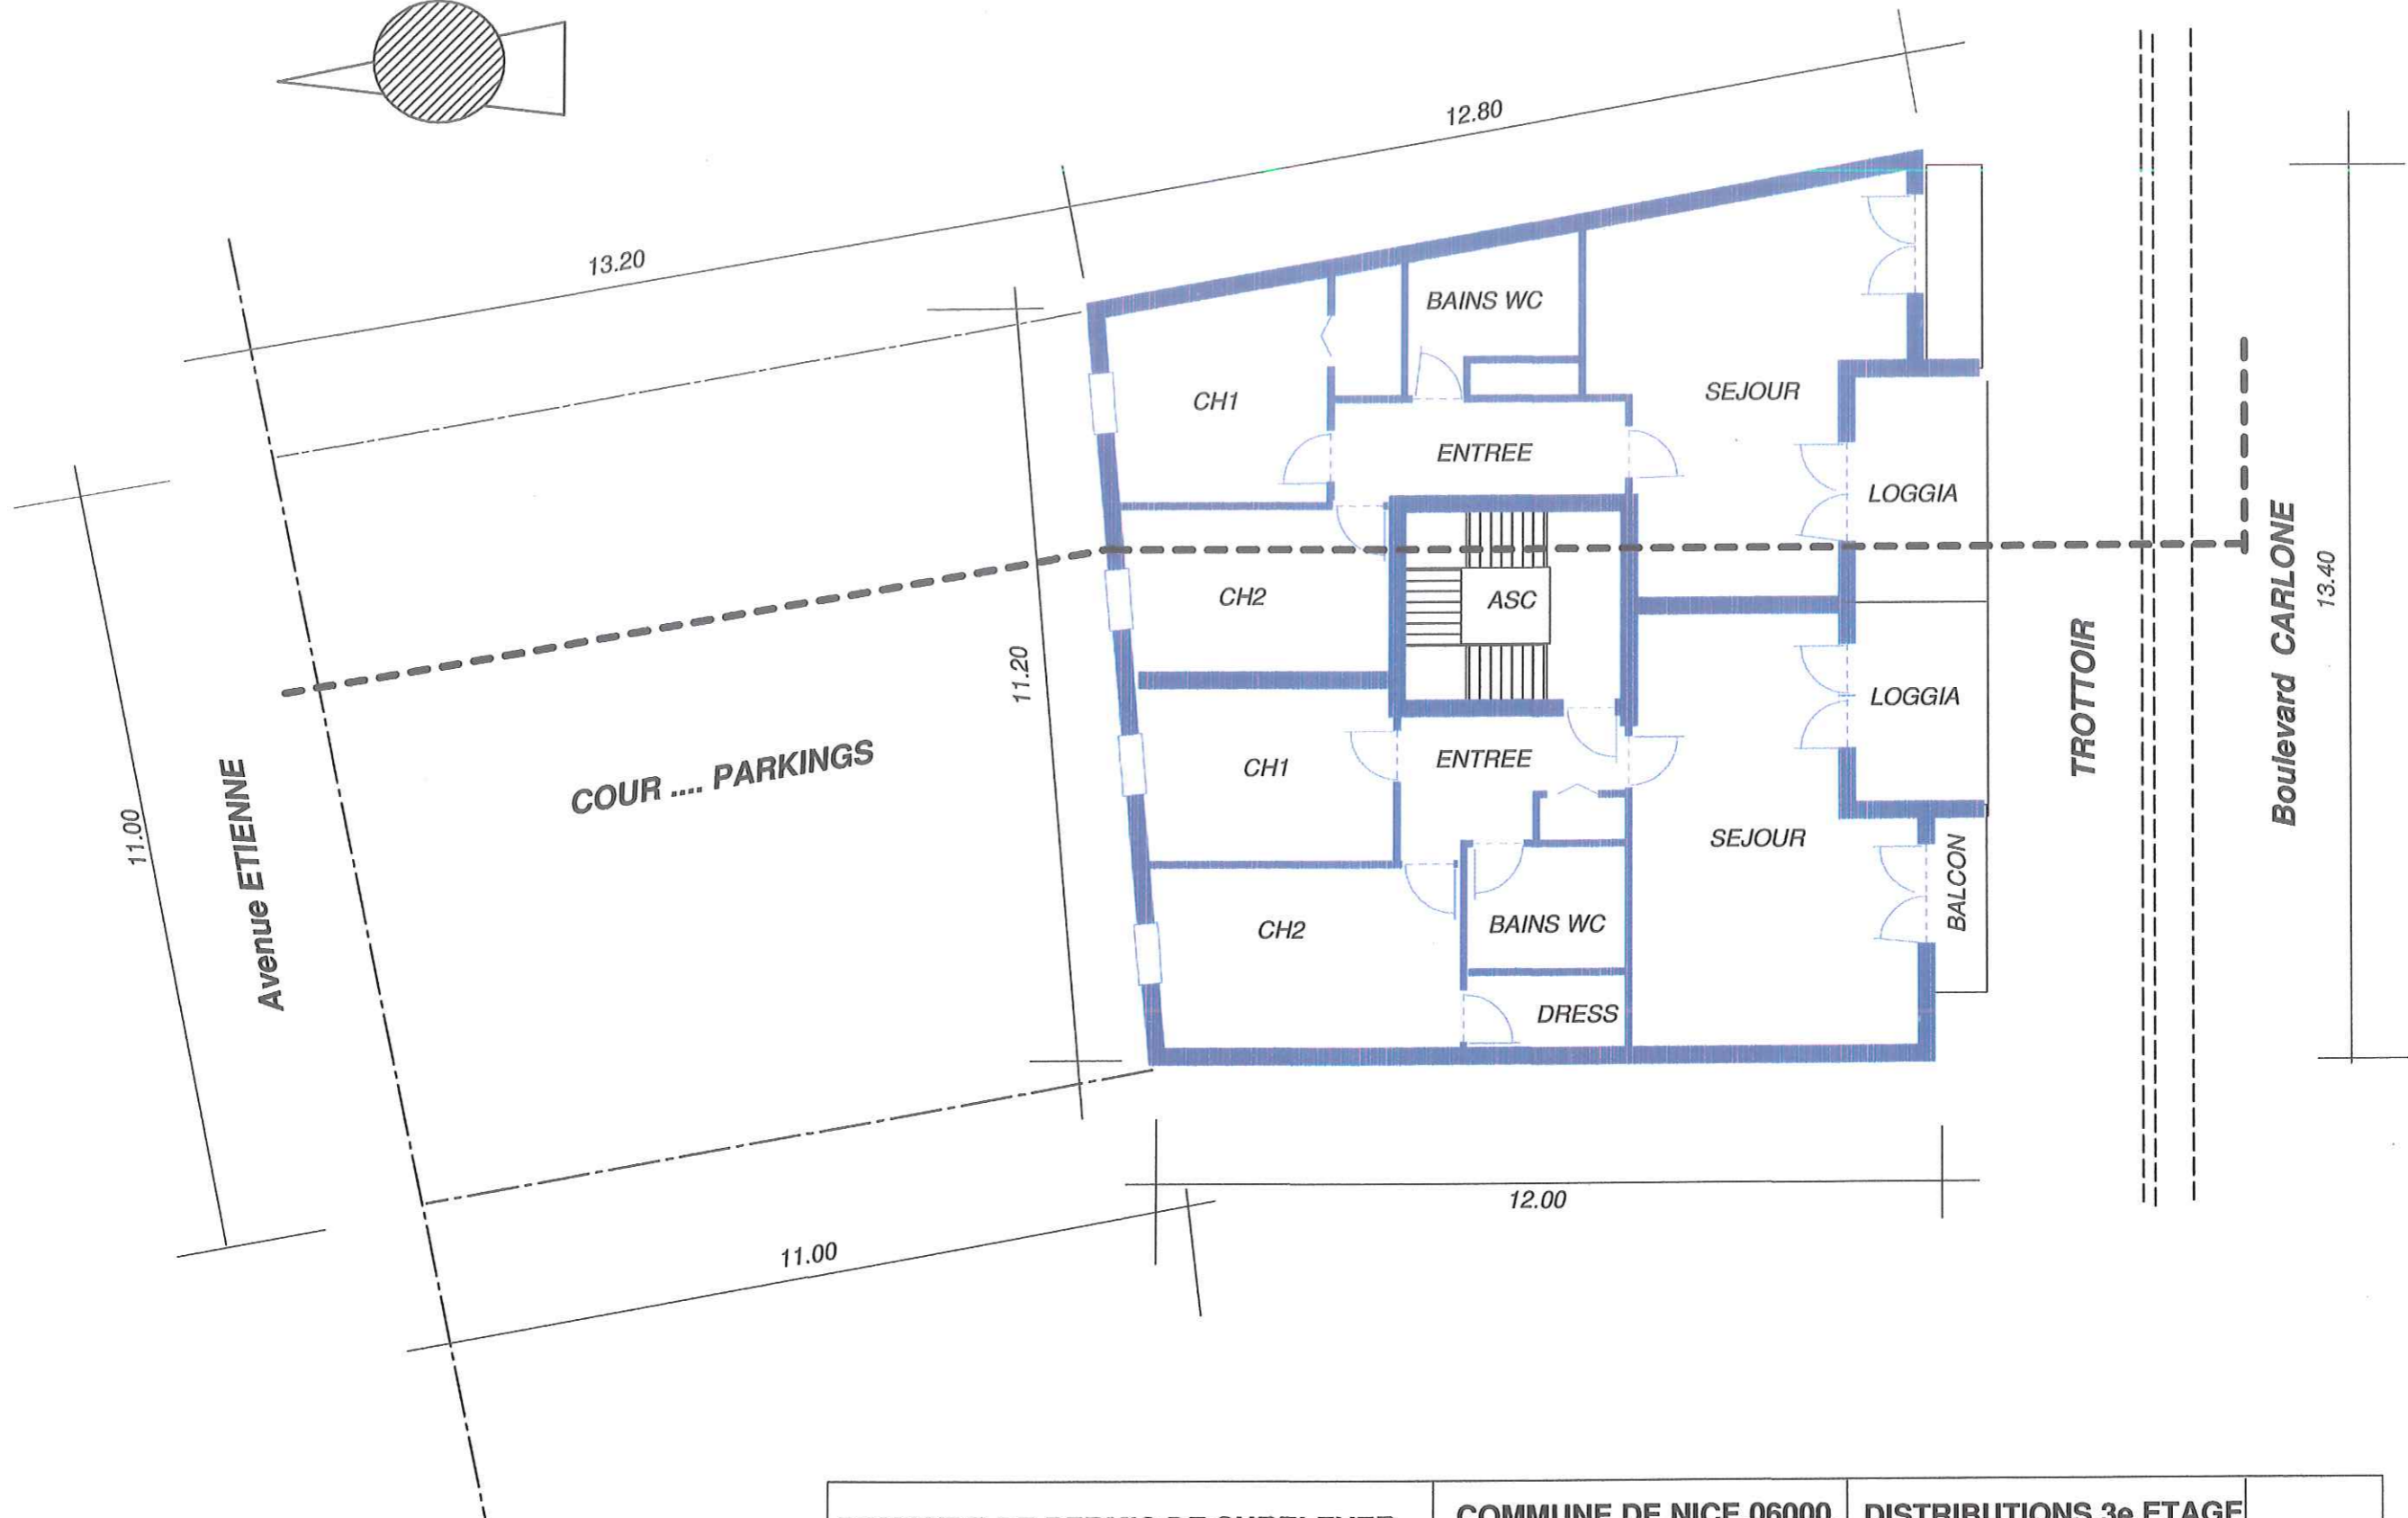 12.80
13.20
BAINS WC
CH1
SEJOUR
ENTREE
LOGGIA
CH2
ASC
11.20
13.40
Boulevard CARLONE
TROTTOIR
LOGGIA
COUR .... PARKINGS
CH1
ENTREE
11.00
Avenue ETIENNE
SEJOUR
BALCON
CH2
BAINS WC
DRESS
12.00
11.00
COMMUNE DE NICE 06000
DISTRIBUTIONS 3e ETAGE